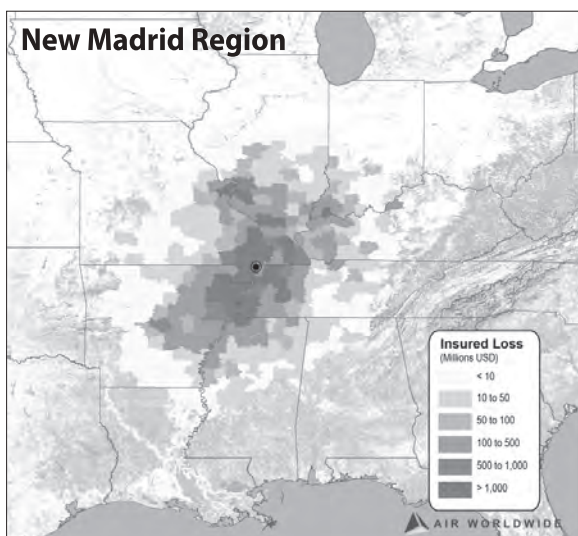 New Madrid Region
Insured Loss
(Millions USD)
< 10
10 to 50
50 to 100
100 to 500
500 to 1,000
> 1,000
AIR WORLDWIDE